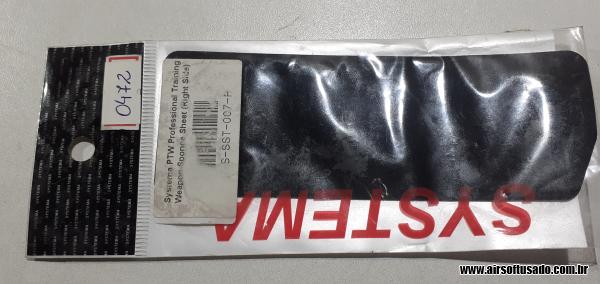 0472
Systema PTW Professional Training
Weapon Sponge Sheet (Right Side)
S-SST-007-R
SYSTEMA
www.airsoftusado.com.br